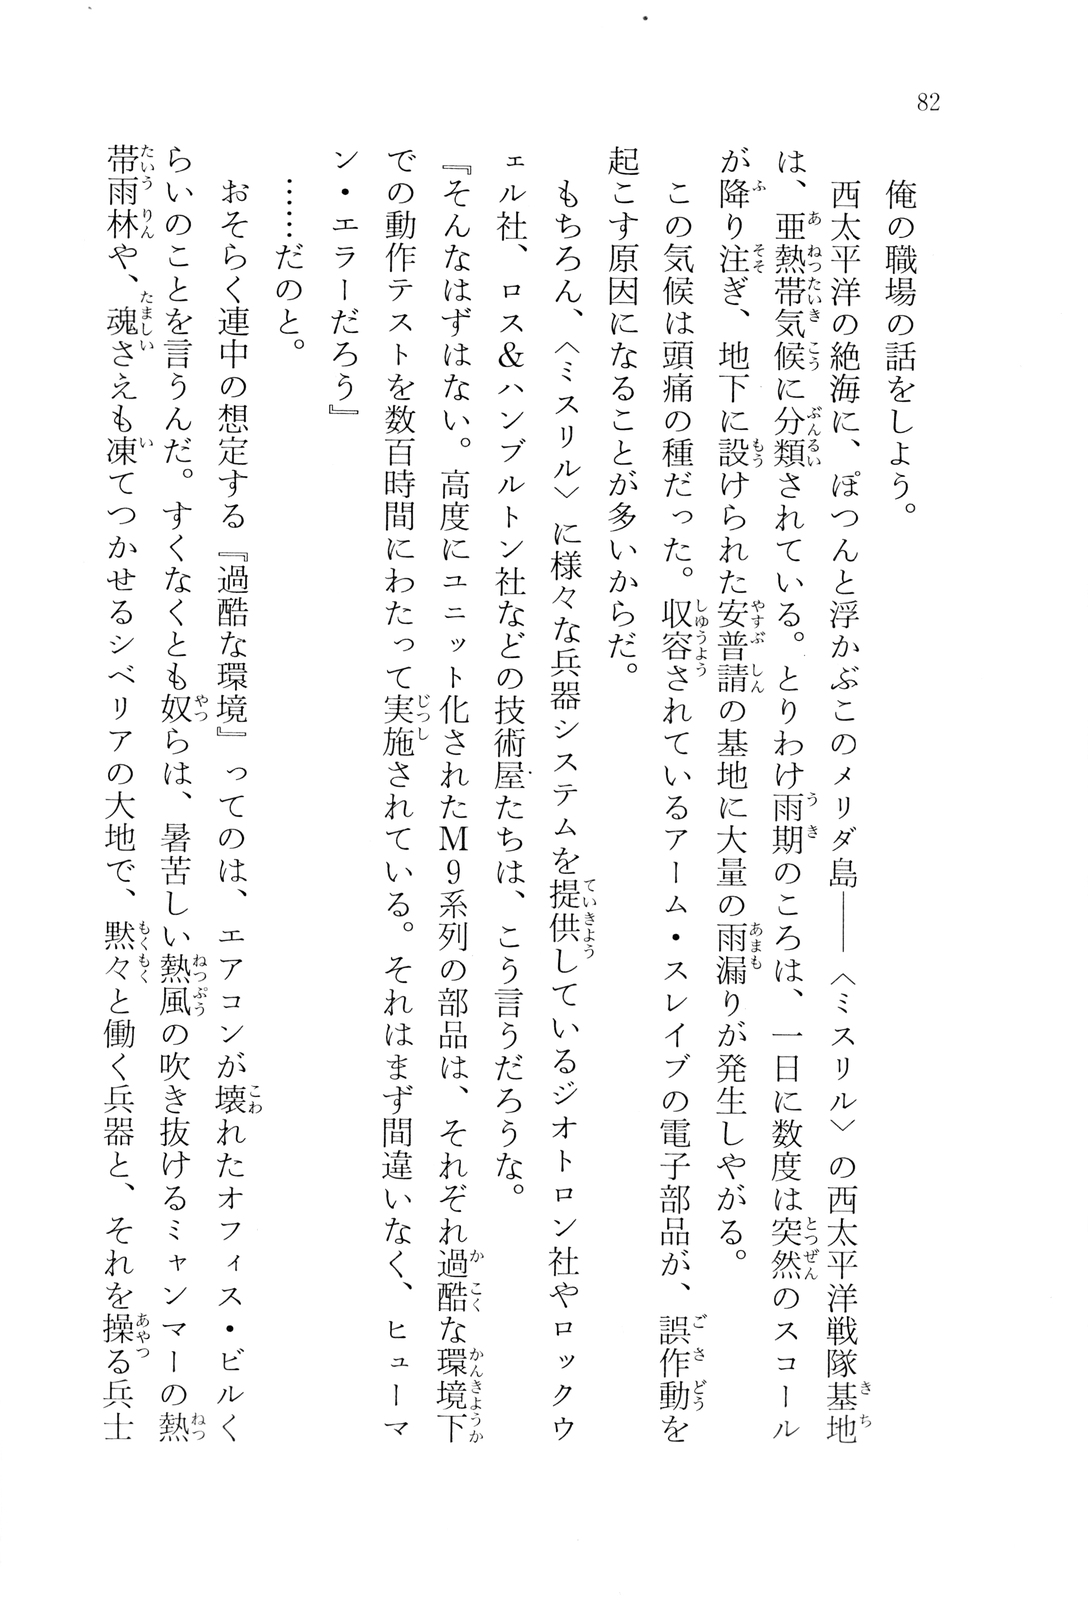 82
俺の職場の話をしよう。
西太平洋の絶海に、ぽつんと浮かぶこのメリダ島――〈ミスリル〉の西太平洋戦隊基地
は、亜熱帯気候に分類されている。とりわけ雨期のころは、一日に数度は突然のスコール
が降り注ぎ、地下に設けられた安普請の基地に大量の雨漏りが発生しやがる。
この気候は頭痛の種だった。収容されているアーム・スレイブの電子部品が、誤作動を
起こす原因になることが多いからだ。
もちろん、〈ミスリル〉に様々な兵器システムを提供しているジオトロン社やロックウ
ェル社、ロス&ハンブルトン社などの技術屋たちは、こう言うだろうな。
『そんなはずはない。高度にユニット化されたM9系列の部品は、それぞれ過酷な環境下
での動作テストを数百時間にわたって実施されている。それはまず間違いなく、ヒューマ
ン・エラーだろう』
……だのと。
おそらく連中の想定する『過酷な環境』ってのは、エアコンが壊れたオフィス・ビルく
らいのことを言うんだ。すくなくとも奴らは、暑苦しい熱風の吹き抜けるミャンマーの熱
帯雨林や、魂さえも凍てつかせるシベリアの大地で、黙々と働く兵器と、それを操る兵士